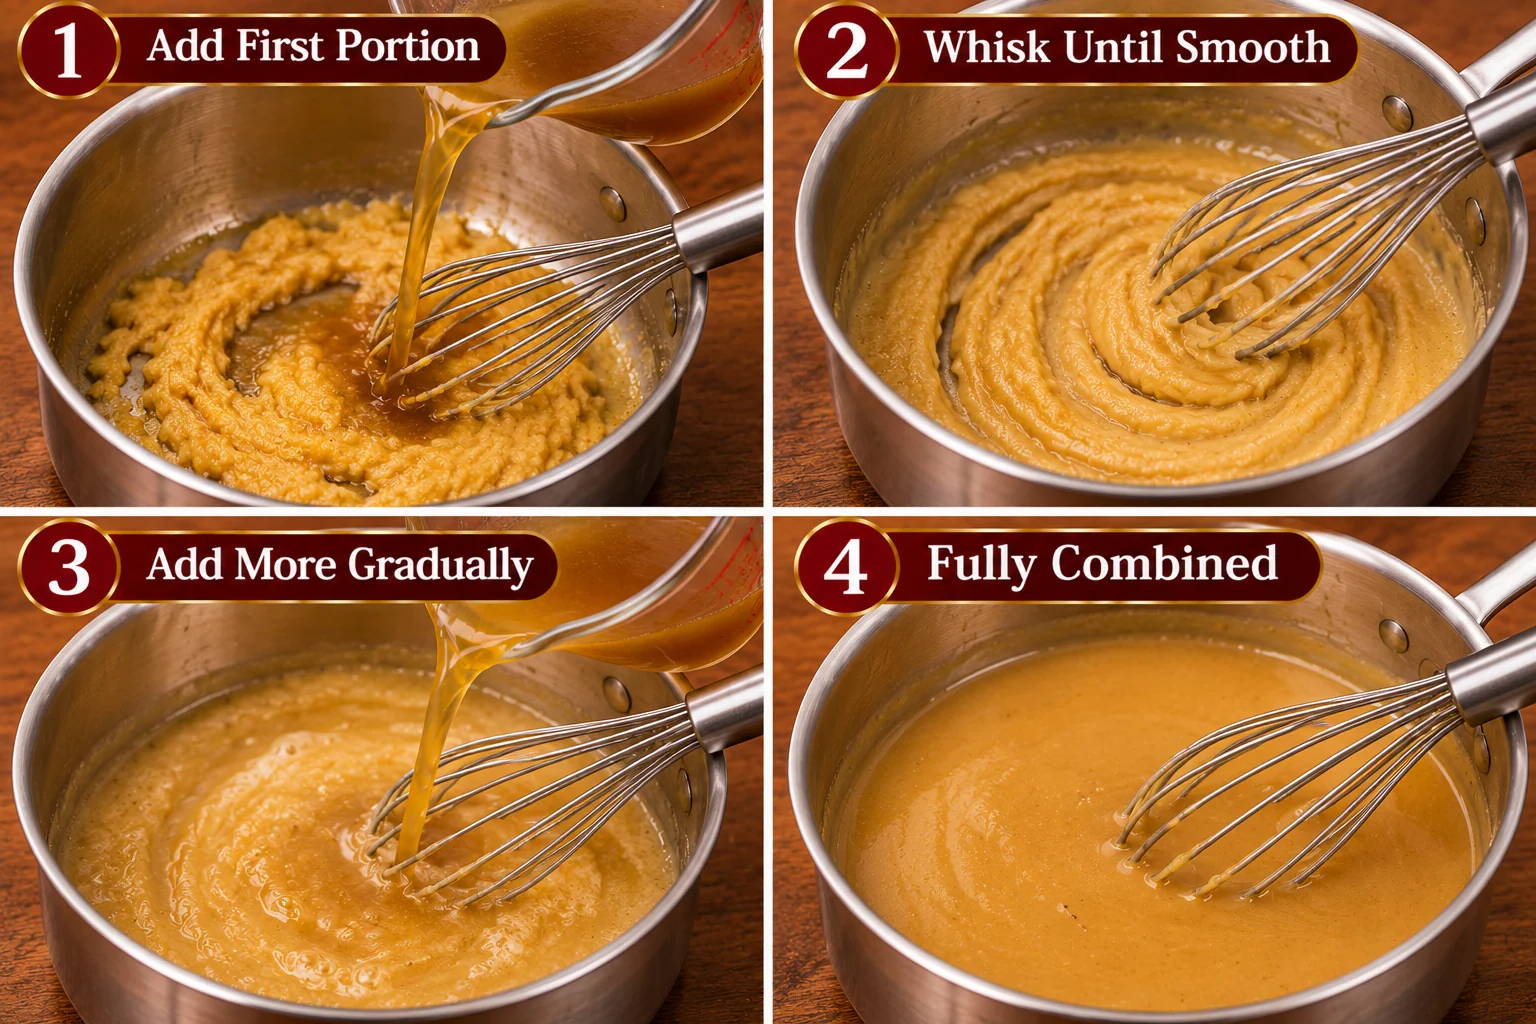 1 Add First Portion
2 Whisk Until Smooth
3 Add More Gradually
4 Fully Combined